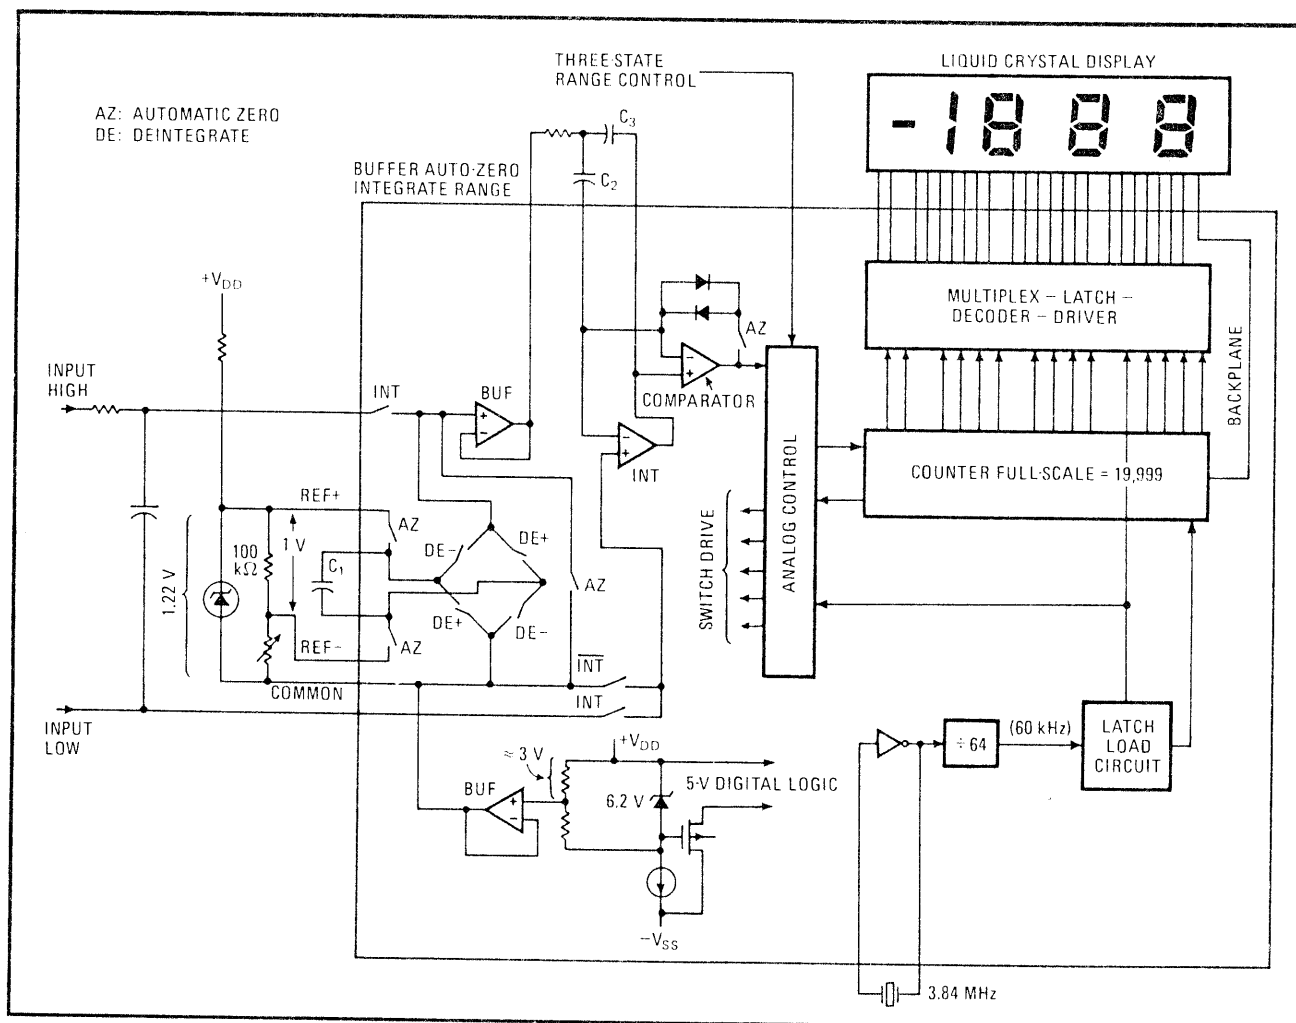 THREE-STATE
RANGE CONTROL
LIQUID CRYSTAL DISPLAY
-1888
AZ: AUTOMATIC ZERO
DE: DEINTEGRATE
C3
BUFFER AUTO-ZERO
INTEGRATE RANGE
C2
+VDD
MULTIPLEX – LATCH –
DECODER – DRIVER
AZ
INPUT
HIGH
INT
BUF
COMPARATOR
BACKPLANE
INT
ANALOG CONTROL
COUNTER FULL-SCALE = 19,999
REF+
AZ
1 V
DE-
DE+
100
kΩ
C1
1.22 V
AZ
SWITCH DRIVE
DE+
DE-
REF-
AZ
INT
COMMON
INT
INPUT
LOW
+VDD
≈ 3 V
(60 kHz)
÷ 64
LATCH
LOAD
CIRCUIT
BUF
6.2 V
5-V DIGITAL LOGIC
-VSS
3.84 MHz